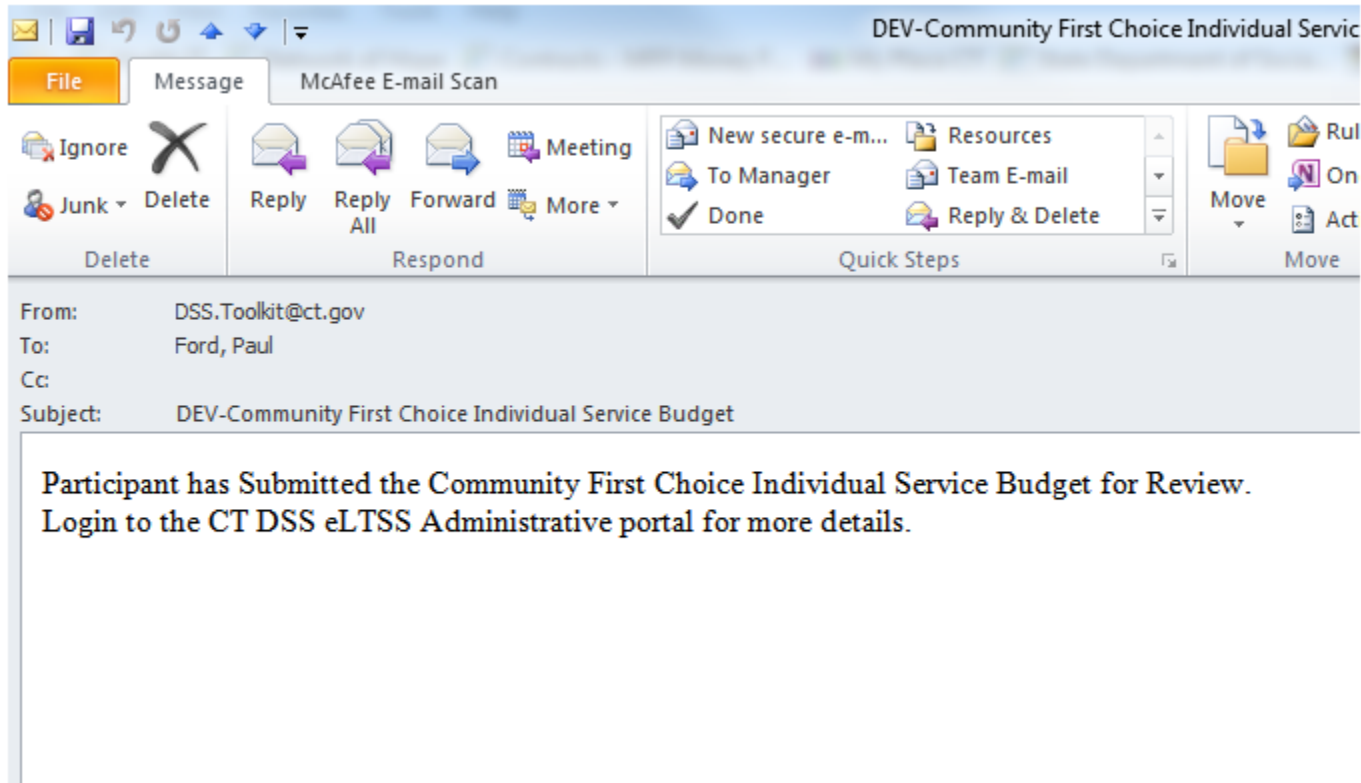 DEV-Community First Choice Individual Servic
File Message McAfee E-mail Scan
Ignore
Junk
Delete
Reply
Reply All
Forward
Meeting
More
New secure e-m...
To Manager
Done
Resources
Team E-mail
Reply & Delete
Move
Rul
On
Act
Delete Respond Quick Steps Move
From: DSS.Toolkit@ct.gov
To: Ford, Paul
Cc:
Subject: DEV-Community First Choice Individual Service Budget
Participant has Submitted the Community First Choice Individual Service Budget for Review.
Login to the CT DSS eLTSS Administrative portal for more details.